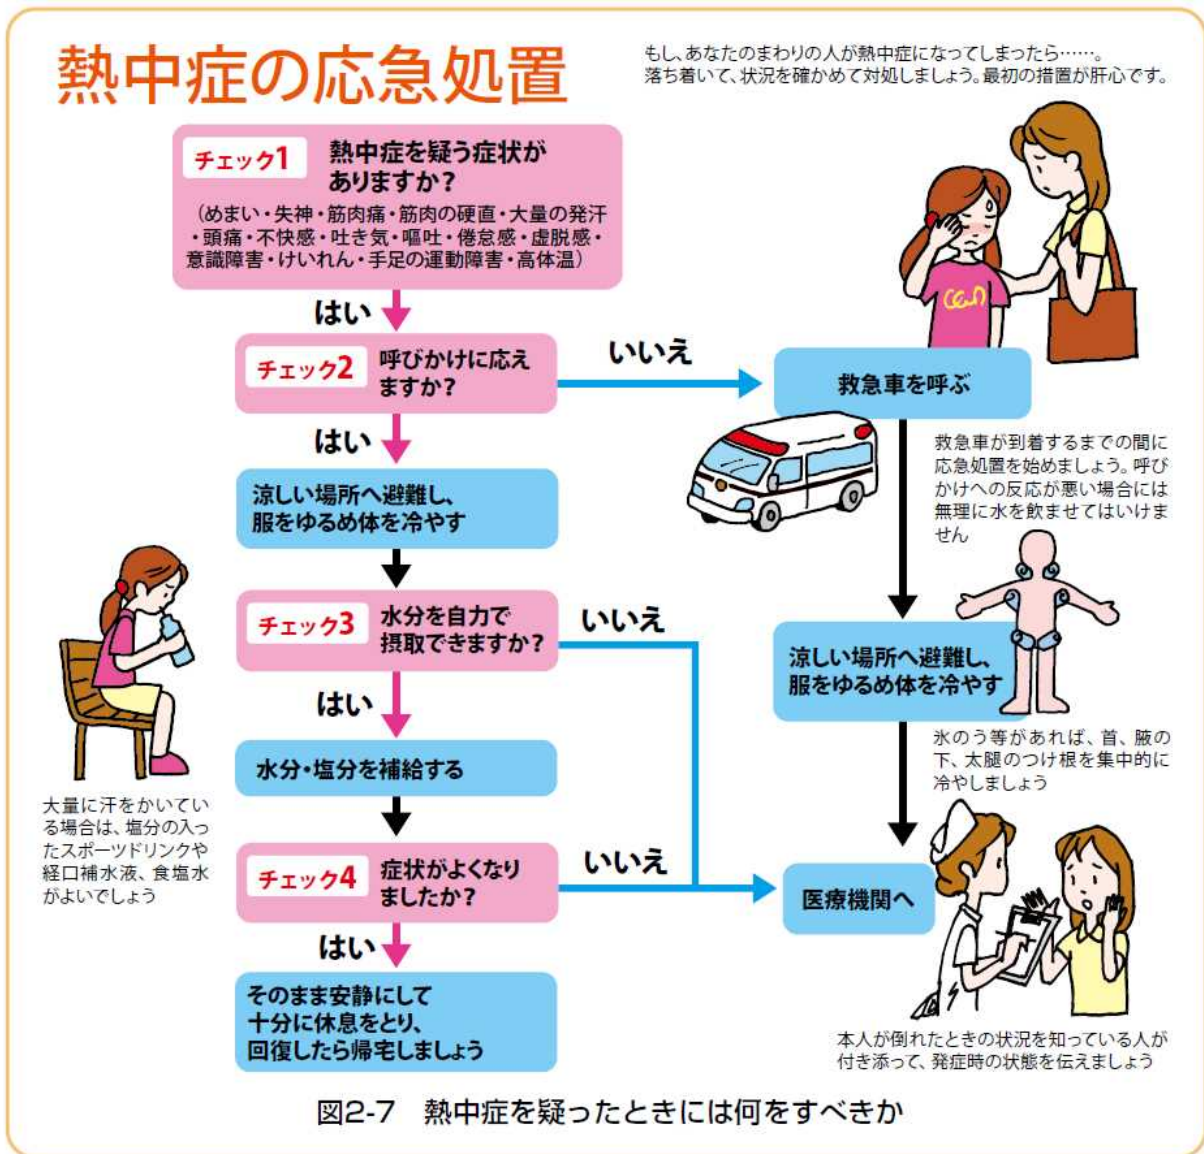 熱中症の応急処置
もし、あなたのまわりの人が熱中症になってしまったら……。
落ち着いて、状況を確かめて対処しましょう。最初の措置が肝心です。
チェック1 熱中症を疑う症状が
ありますか？
（めまい・失神・筋肉痛・筋肉の硬直・大量の発汗
・頭痛・不快感・吐き気・嘔吐・倦怠感・虚脱感・
意識障害・けいれん・手足の運動障害・高体温）
はい
チェック2 呼びかけに応え
ますか？
いいえ
救急車を呼ぶ
はい
救急車が到着するまでの間に
応急処置を始めましょう。呼び
かけへの反応が悪い場合には
無理に水を飲ませてはいけま
せん
涼しい場所へ避難し、
服をゆるめ体を冷やす
チェック3 水分を自力で
摂取できますか？
いいえ
涼しい場所へ避難し、
服をゆるめ体を冷やす
はい
氷のう等があれば、首、腋の
下、太腿のつけ根を集中的に
冷やしましょう
水分・塩分を補給する
大量に汗をかいてい
る場合は、塩分の入っ
たスポーツドリンクや
経口補水液、食塩水
がよいでしょう
チェック4 症状がよくなり
ましたか？
いいえ
医療機関へ
はい
そのまま安静にして
十分に休息をとり、
回復したら帰宅しましょう
本人が倒れたときの状況を知っている人が
付き添って、発症時の状態を伝えましょう
図2-7 熱中症を疑ったときには何をすべきか